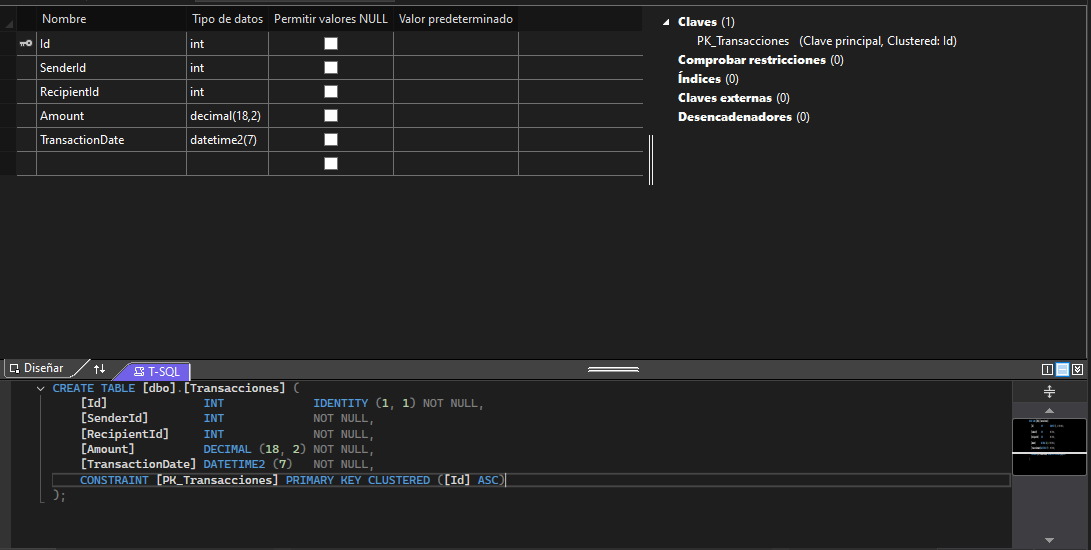 Nombre Tipo de datos Permitir valores NULL Valor predeterminado
Id int
SenderId int
RecipientId int
Amount decimal(18,2)
TransactionDate datetime2(7)
Claves (1)
PK_Transacciones (Clave principal, Clustered: Id)
Comprobar restricciones (0)
Índices (0)
Claves externas (0)
Desencadenadores (0)
Diseñar T-SQL
CREATE TABLE [dbo].[Transacciones] (
[Id] INT IDENTITY (1, 1) NOT NULL,
[SenderId] INT NOT NULL,
[RecipientId] INT NOT NULL,
[Amount] DECIMAL (18, 2) NOT NULL,
[TransactionDate] DATETIME2 (7) NOT NULL,
CONSTRAINT [PK_Transacciones] PRIMARY KEY CLUSTERED ([Id] ASC)
);